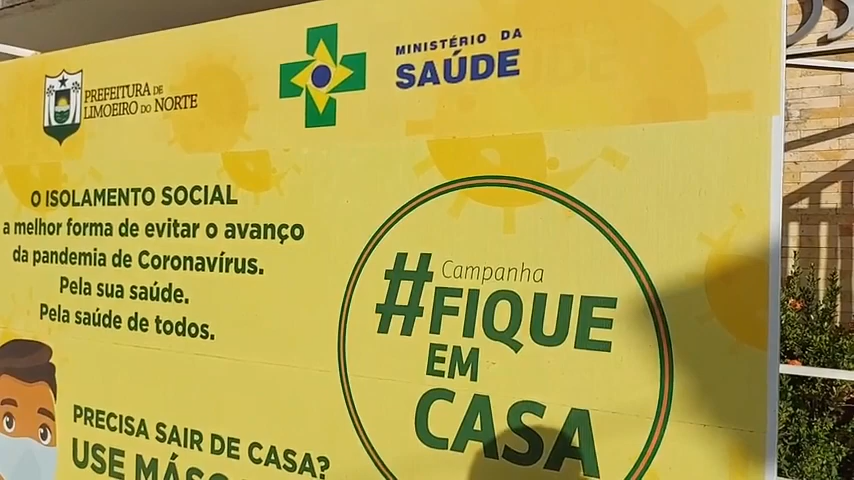 PREFEITURA DE
LIMOEIRO DO NORTE
MINISTÉRIO DA
SAÚDE
O ISOLAMENTO SOCIAL
a melhor forma de evitar o avanço
da pandemia de Coronavírus.
Pela sua saúde.
Pela saúde de todos.
Campanha
#FIQUE
EM
CASA
PRECISA SAIR DE CASA?
USE